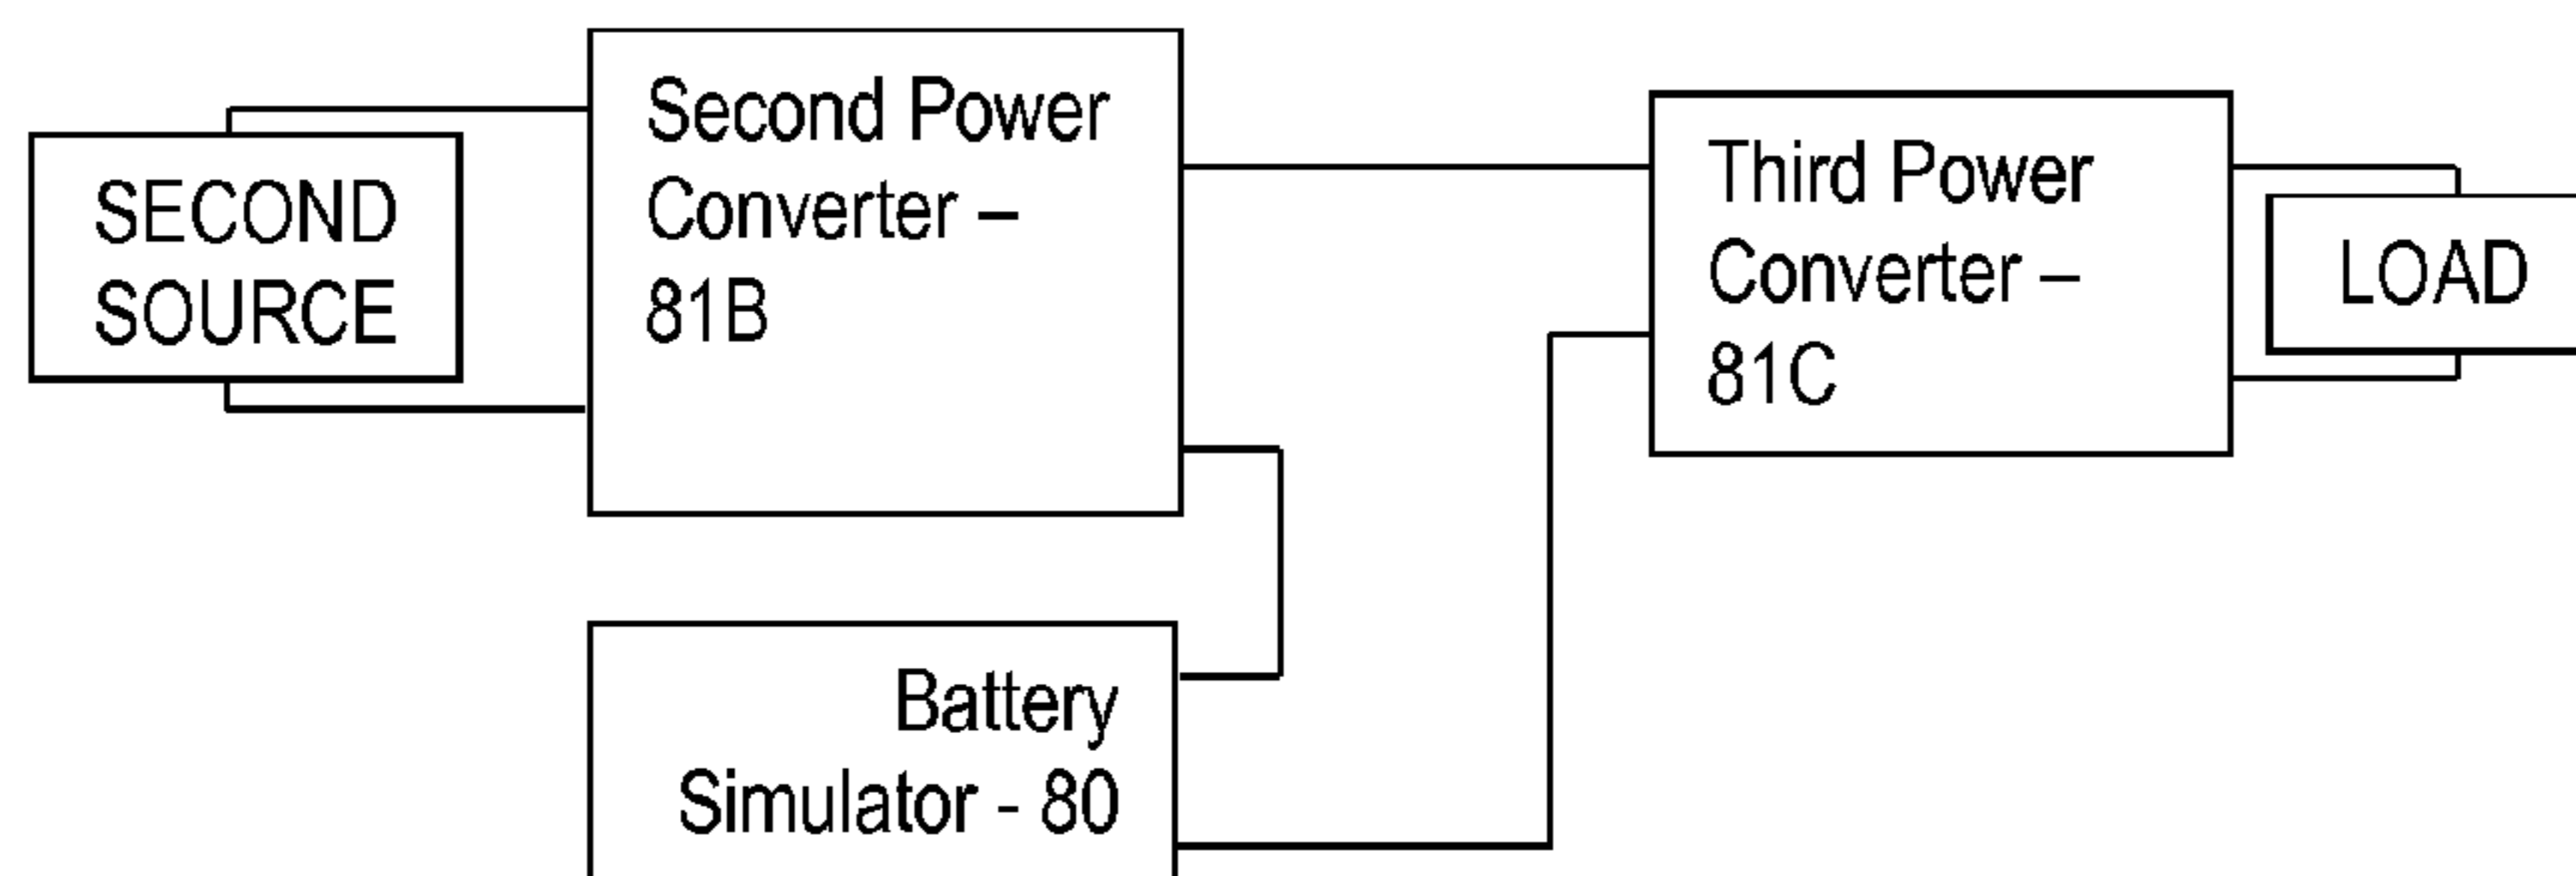 SECOND
SOURCE
Second Power
Converter –
81B
Third Power
Converter –
81C
LOAD
Battery
Simulator - 80